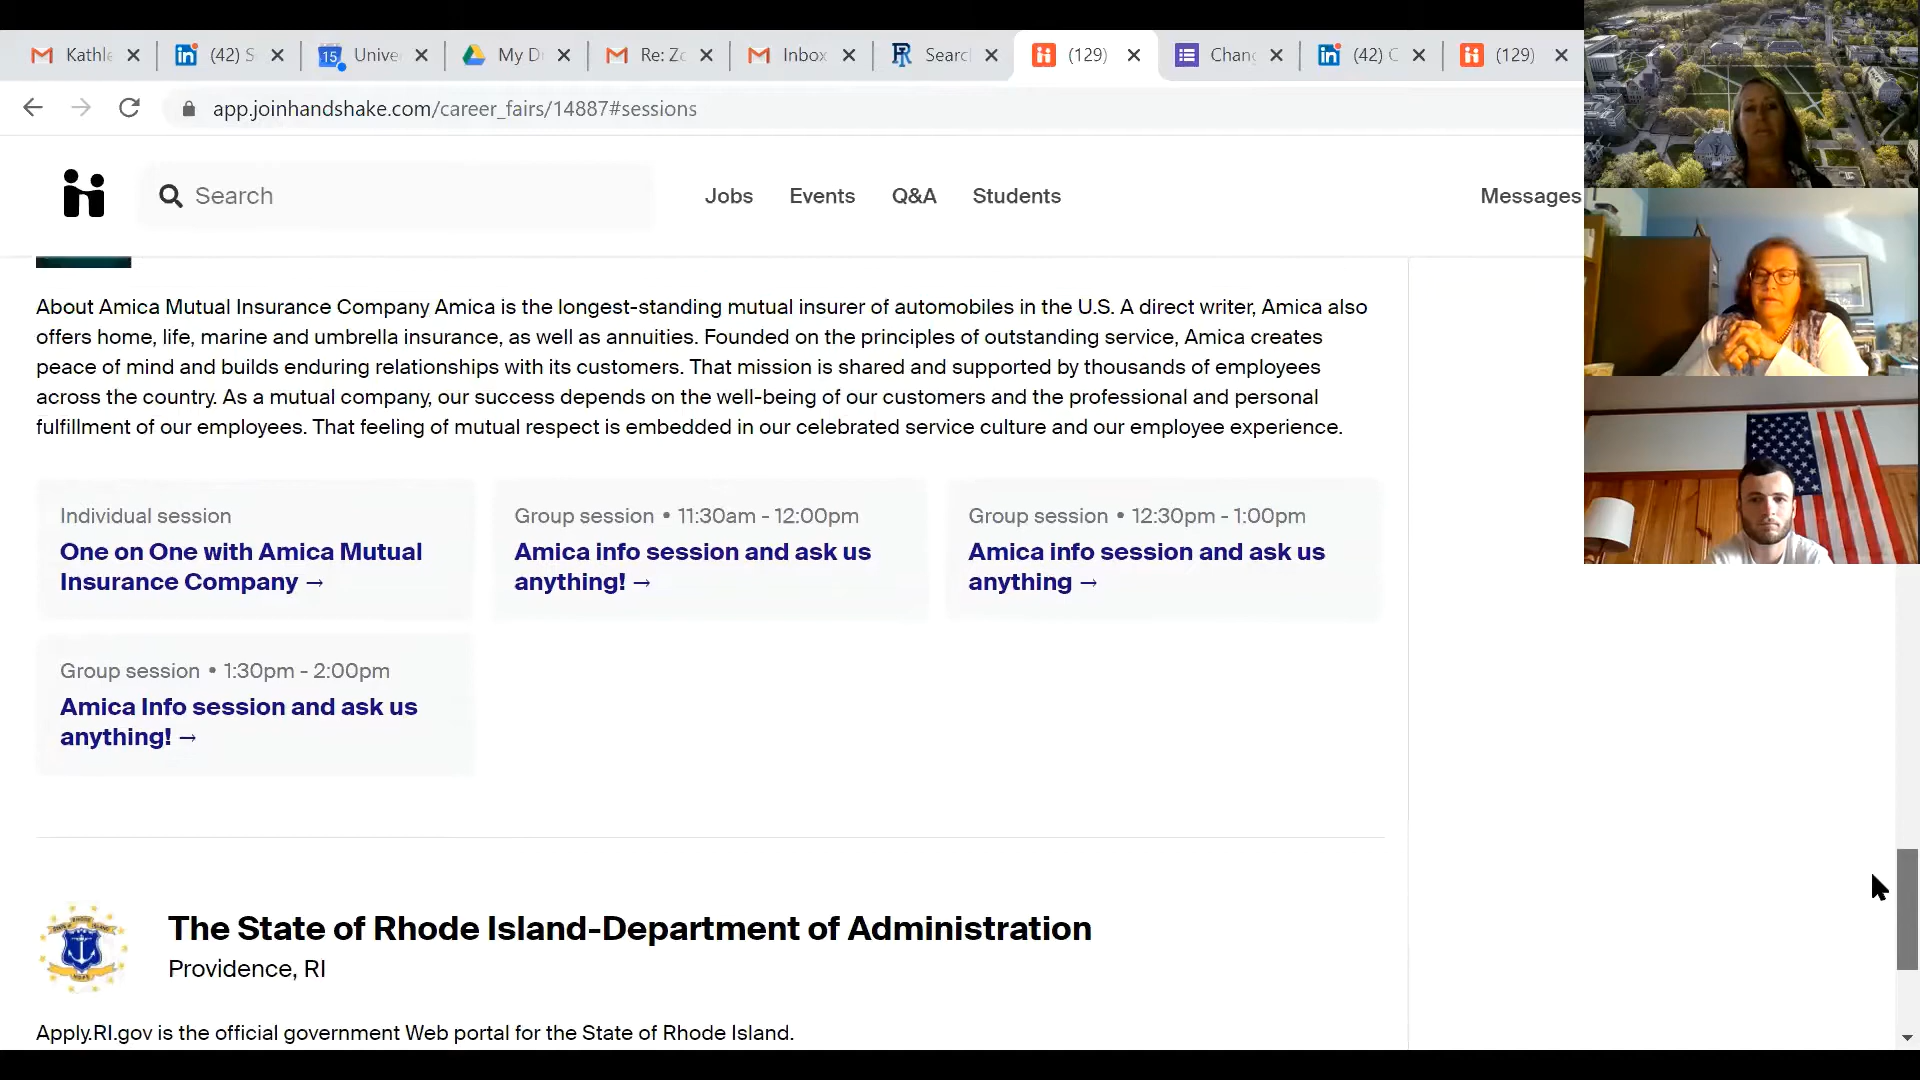 Kathle
(42) S
15 Unive
My D
Re: Zo
Inbox
Searc
(129)
Chang
(42) C
(129)
app.joinhandshake.com/career_fairs/14887#sessions
Search
Jobs Events Q&A Students Messages
About Amica Mutual Insurance Company Amica is the longest-standing mutual insurer of automobiles in the U.S. A direct writer, Amica also
offers home, life, marine and umbrella insurance, as well as annuities. Founded on the principles of outstanding service, Amica creates
peace of mind and builds enduring relationships with its customers. That mission is shared and supported by thousands of employees
across the country. As a mutual company, our success depends on the well-being of our customers and the professional and personal
fulfillment of our employees. That feeling of mutual respect is embedded in our celebrated service culture and our employee experience.
Individual session
One on One with Amica Mutual
Insurance Company →
Group session • 11:30am - 12:00pm
Amica info session and ask us
anything! →
Group session • 12:30pm - 1:00pm
Amica info session and ask us
anything →
Group session • 1:30pm - 2:00pm
Amica Info session and ask us
anything! →
The State of Rhode Island-Department of Administration
Providence, RI
Apply.RI.gov is the official government Web portal for the State of Rhode Island.